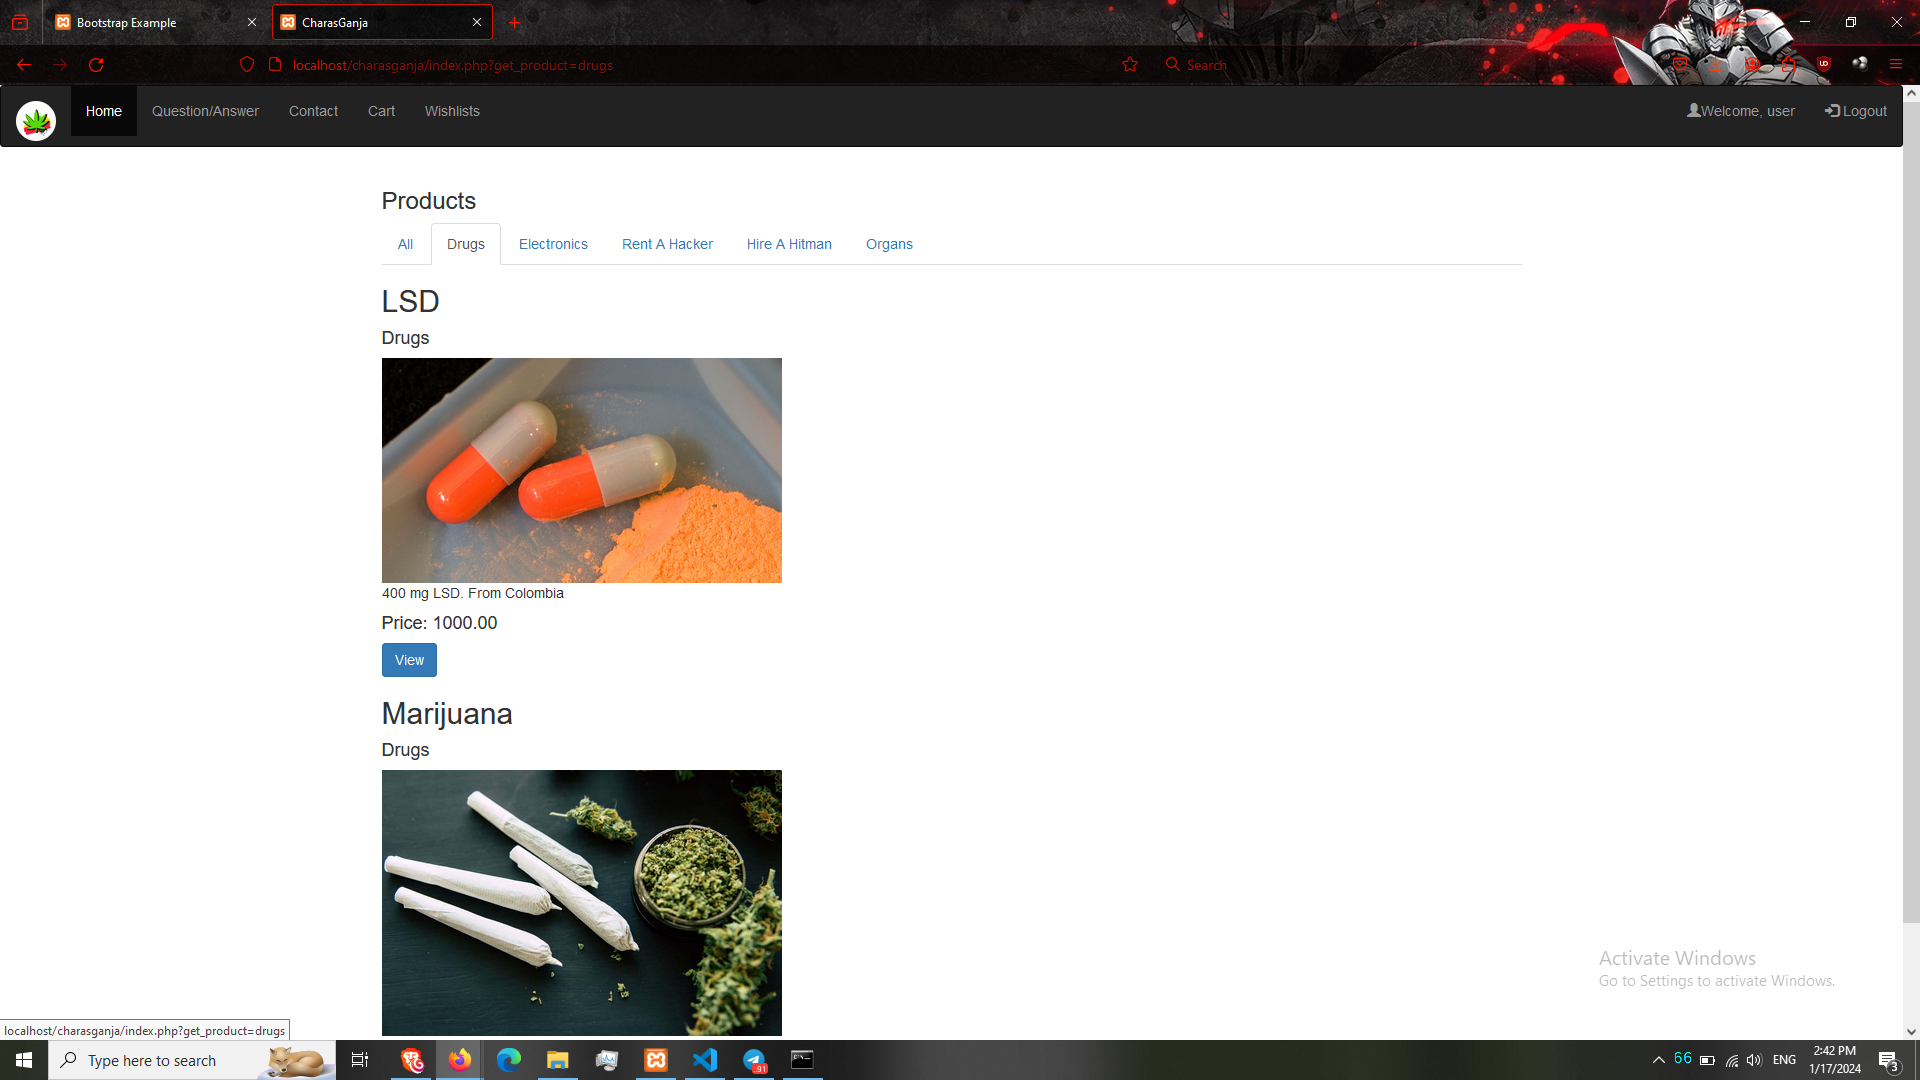 Bootstrap Example
CharasGanja
localhost/charasganja/index.php?get_product=drugs
Search
Home
Question/Answer
Contact
Cart
Wishlists
Welcome, user
Logout
Products
All
Drugs
Electronics
Rent A Hacker
Hire A Hitman
Organs
LSD
Drugs
400 mg LSD. From Colombia
Price: 1000.00
View
Marijuana
Drugs
Activate Windows
Go to Settings to activate Windows.
localhost/charasganja/index.php?get_product=drugs
Type here to search
.91
66
ENG
2:42 PM
1/17/2024
3